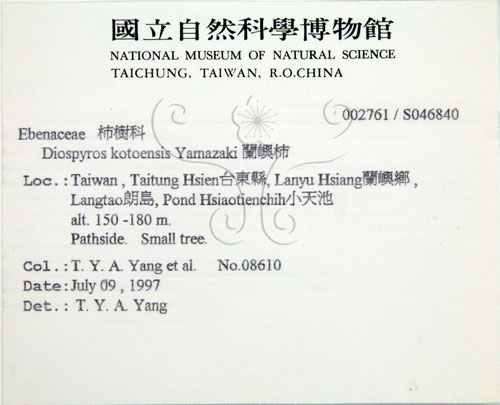 國立自然科學博物館
NATIONAL MUSEUM OF NATURAL SCIENCE
TAICHUNG, TAIWAN, R.O.CHINA
002761 / S046840
Ebenaceae 柿樹科
Diospyros kotoensis Yamazaki 蘭嶼柿
Loc.:Taiwan , Taitung Hsien台東縣, Lanyu Hsiang蘭嶼鄉 ,
Langtao朗島, Pond Hsiaotienchih小天池
alt. 150 -180 m.
Pathside. Small tree.
Col.:T. Y. A. Yang et al. No.08610
Date:July 09 , 1997
Det.: T. Y. A. Yang